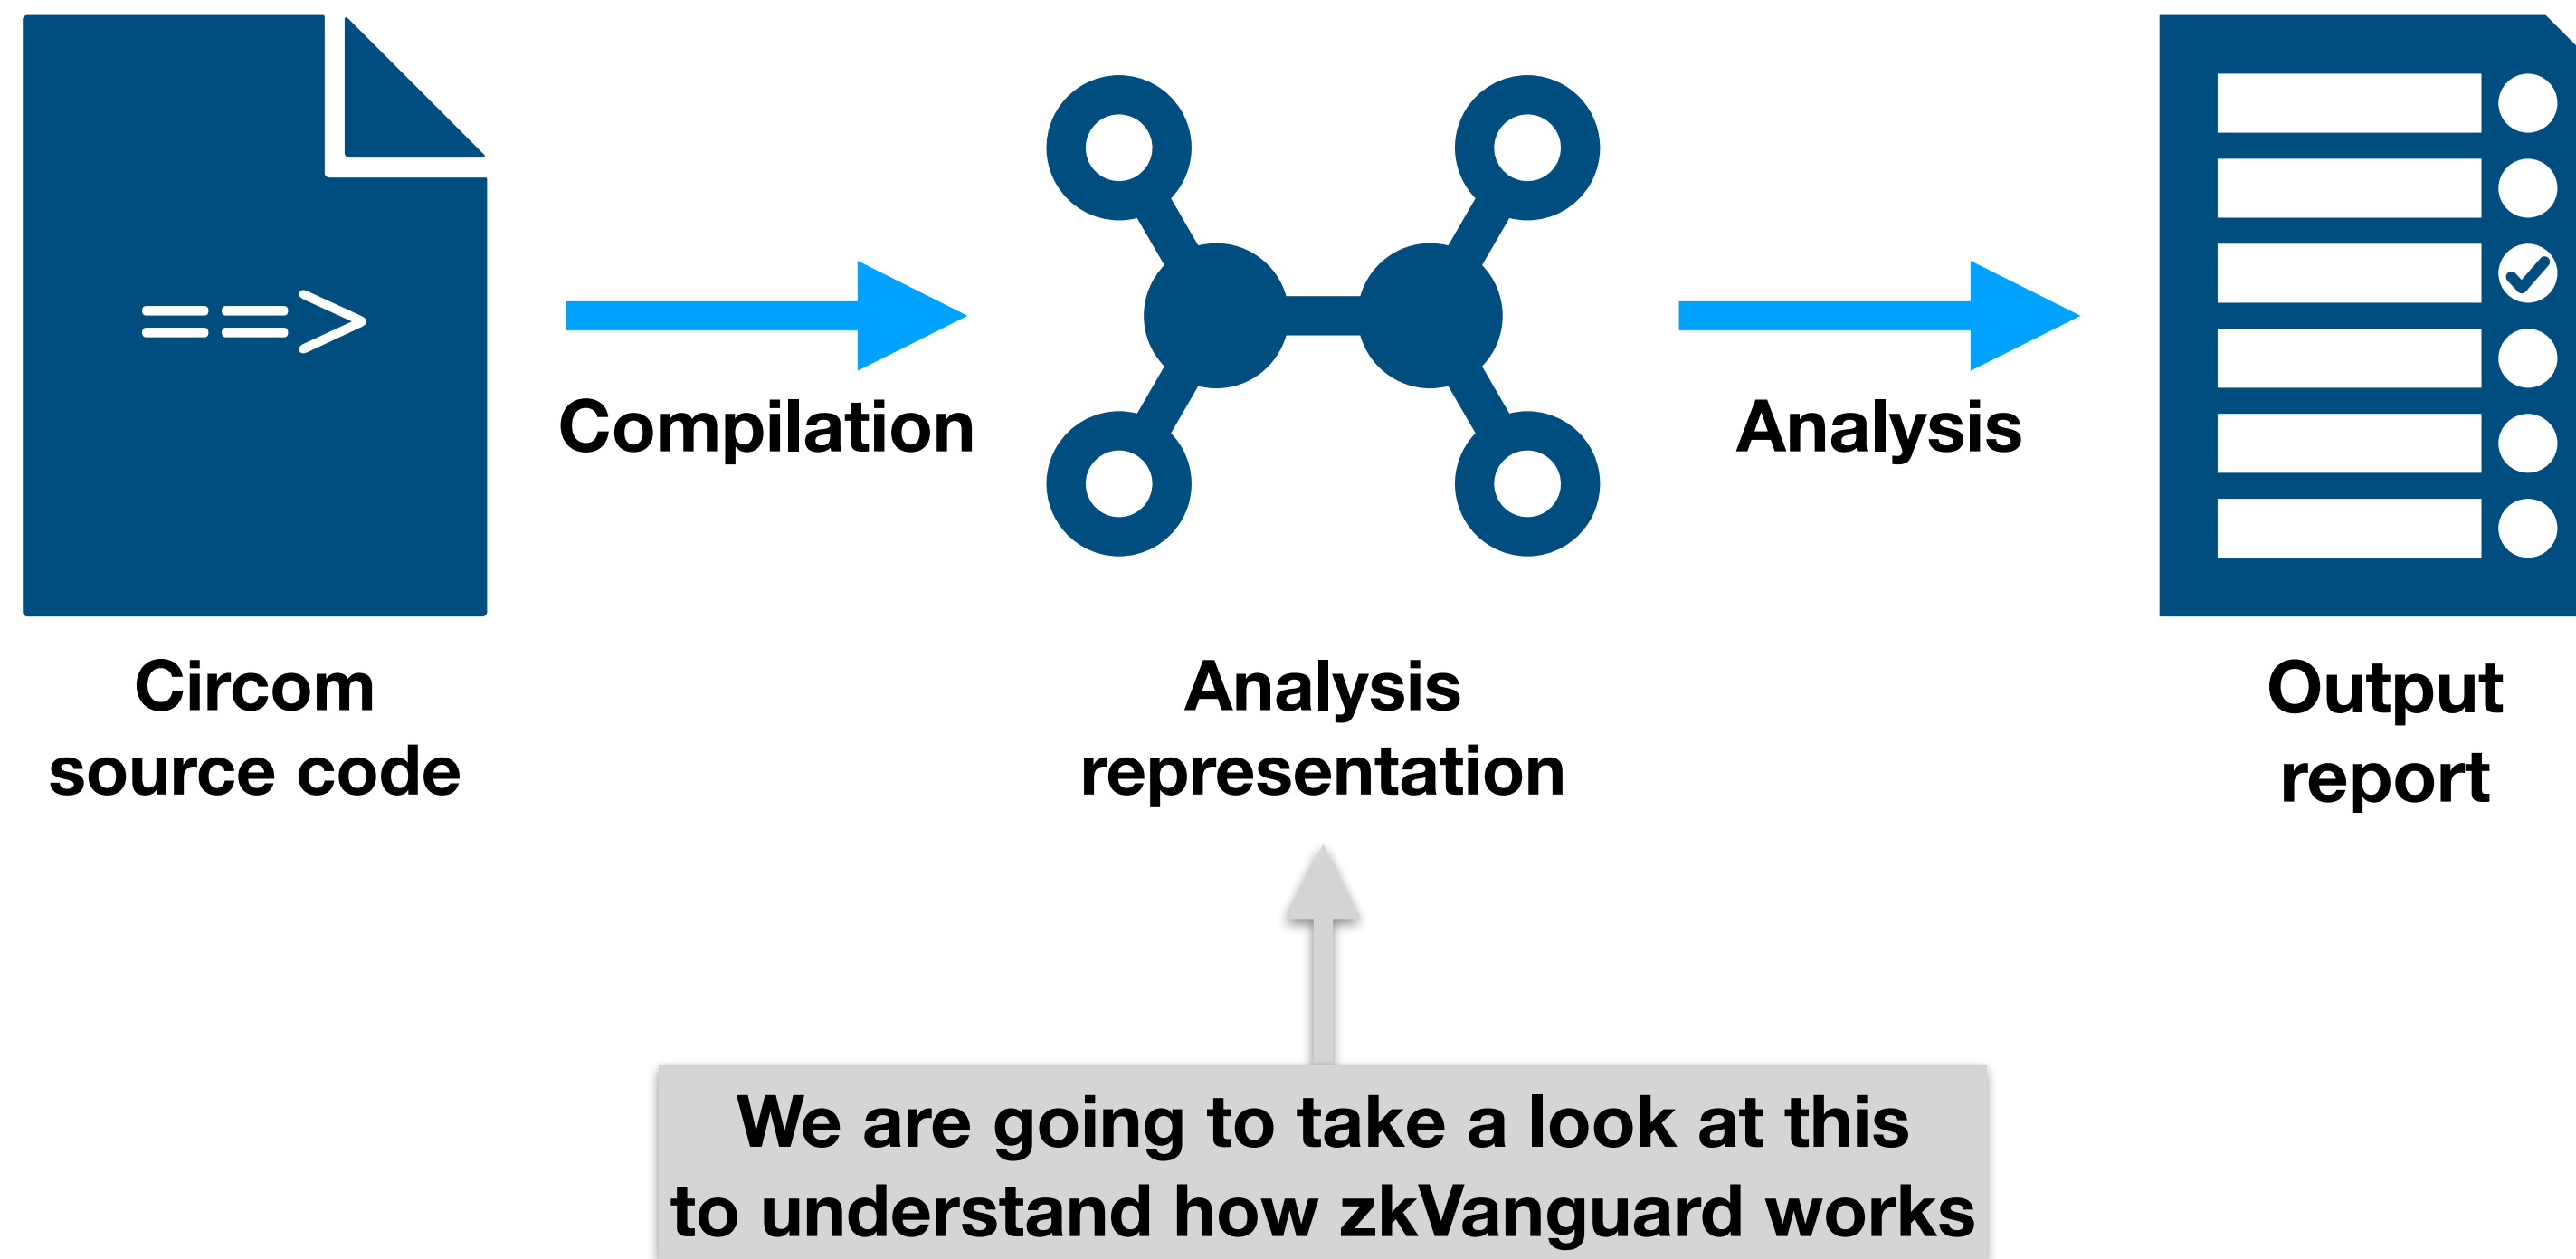 ==>
Compilation
Analysis
Circom
source code
Analysis
representation
Output
report
We are going to take a look at this
to understand how zkVanguard works